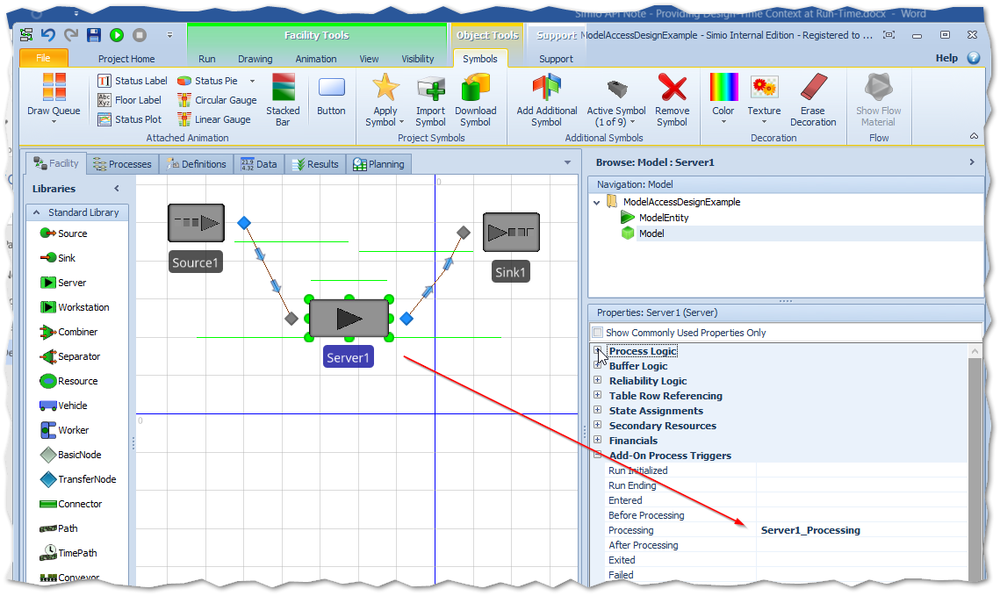 Simio API Note - Providing Design-Time Context at Run-Time.docx - Word
Facility Tools
Object Tools
Support
ModelAccessDesignExample - Simio Internal Edition - Registered to ...
File
Project Home
Run
Drawing
Animation
View
Visibility
Symbols
Support
Help
Draw Queue
Status Label
Floor Label
Status Plot
Status Pie
Circular Gauge
Linear Gauge
Stacked
Bar
Button
Apply
Symbol
Import
Symbol
Download
Symbol
Add Additional
Symbol
Active Symbol
(1 of 9)
Remove
Symbol
Color
Texture
Erase
Decoration
Show Flow
Material
Attached Animation
Project Symbols
Additional Symbols
Decoration
Flow
Facility
Processes
Definitions
21.9
4.32
Data
Results
Planning
Libraries
Standard Library
Source
Sink
Server
Workstation
Combiner
Separator
Resource
Vehicle
Worker
BasicNode
TransferNode
Connector
Path
TimePath
Conveyor
0
Source1
Sink1
Server1
0
Browse: Model : Server1
Navigation: Model
ModelAccessDesignExample
ModelEntity
Model
Properties: Server1 (Server)
Show Commonly Used Properties Only
Process Logic
Buffer Logic
Reliability Logic
Table Row Referencing
State Assignments
Secondary Resources
Financials
Add-On Process Triggers
Run Initialized
Run Ending
Entered
Before Processing
Processing Server1_Processing
After Processing
Exited
Failed